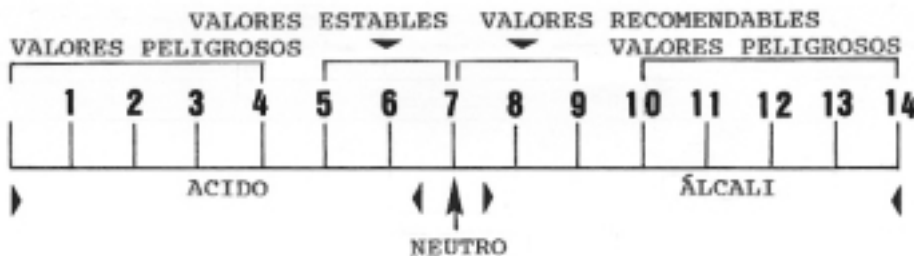 VALORES ESTABLES VALORES RECOMENDABLES
VALORES PELIGROSOS VALORES PELIGROSOS
1 2 3 4 5 6 7 8 9 10 11 12 13 14
ACIDO ÁLCALI
NEUTRO